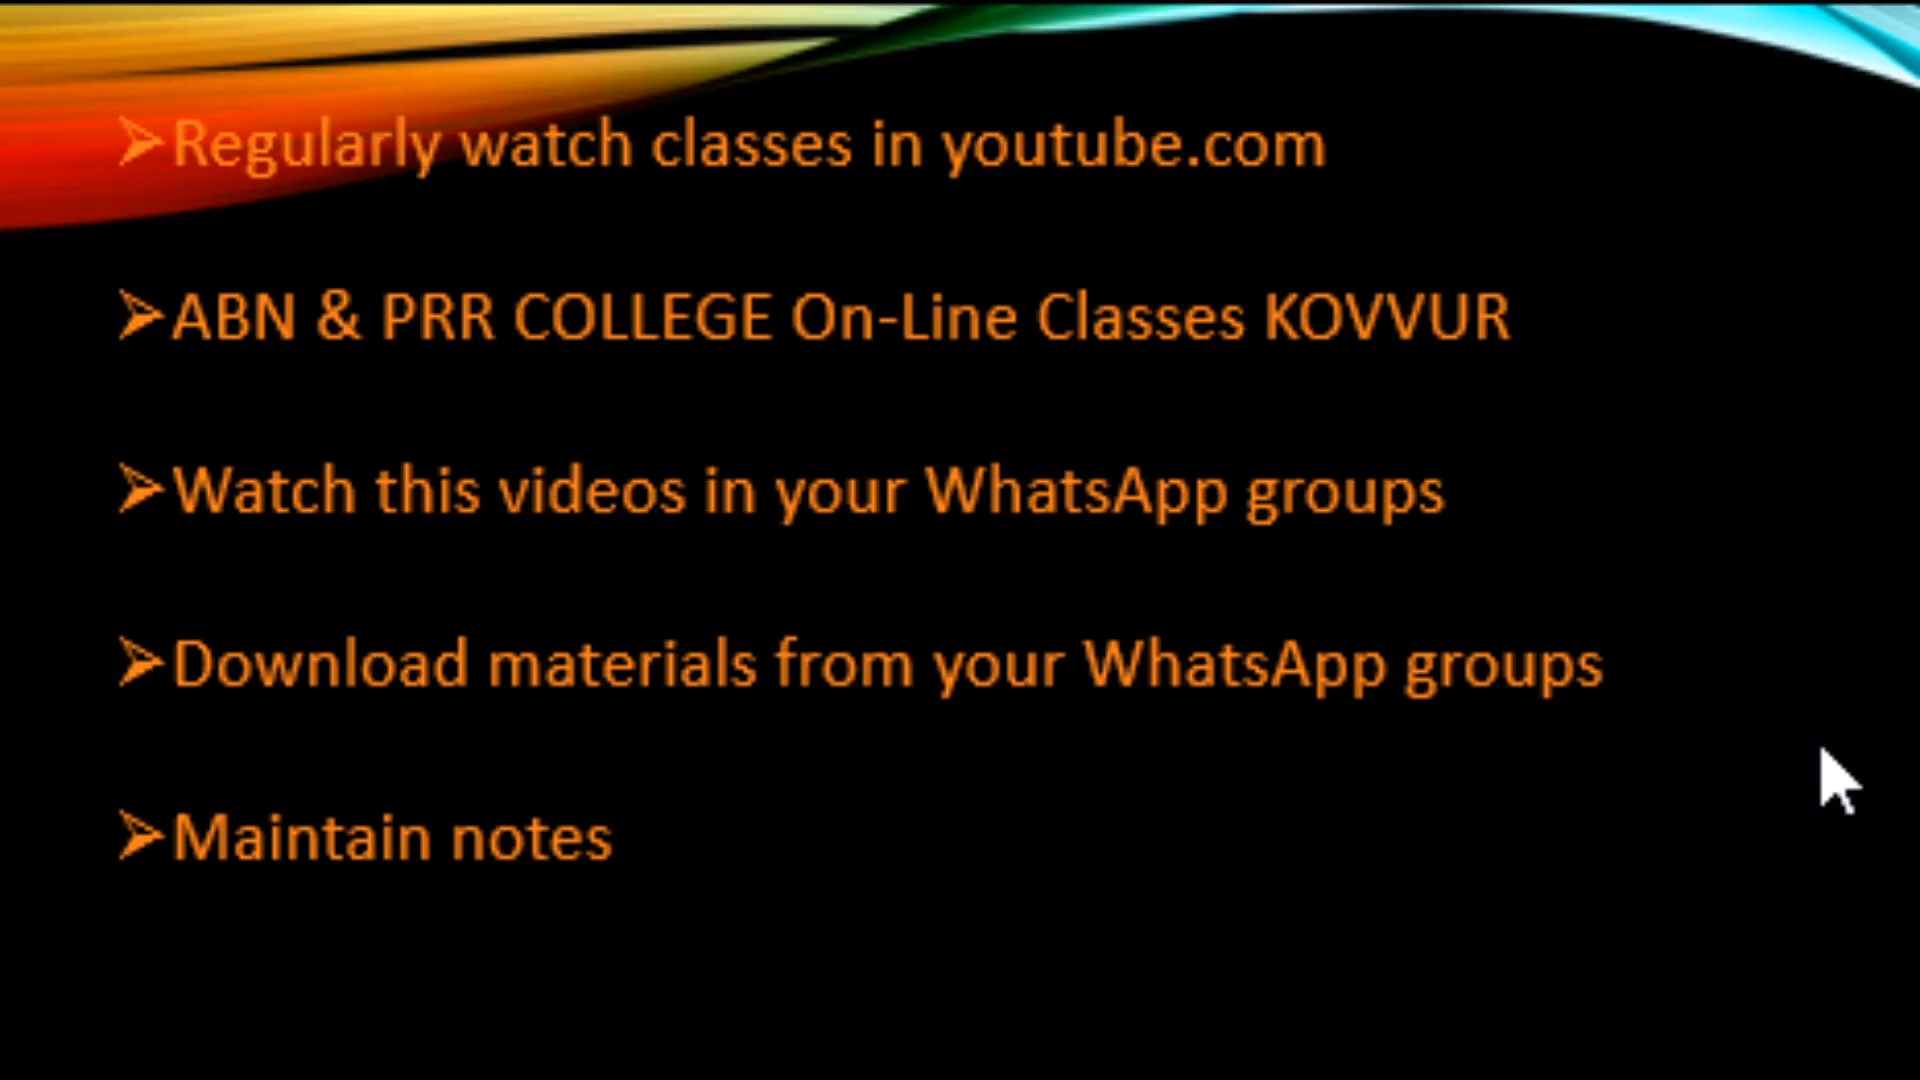 ➢Regularly watch classes in youtube.com
➢ABN & PRR COLLEGE On-Line Classes KOVVUR
➢Watch this videos in your WhatsApp groups
➢Download materials from your WhatsApp groups
➢Maintain notes